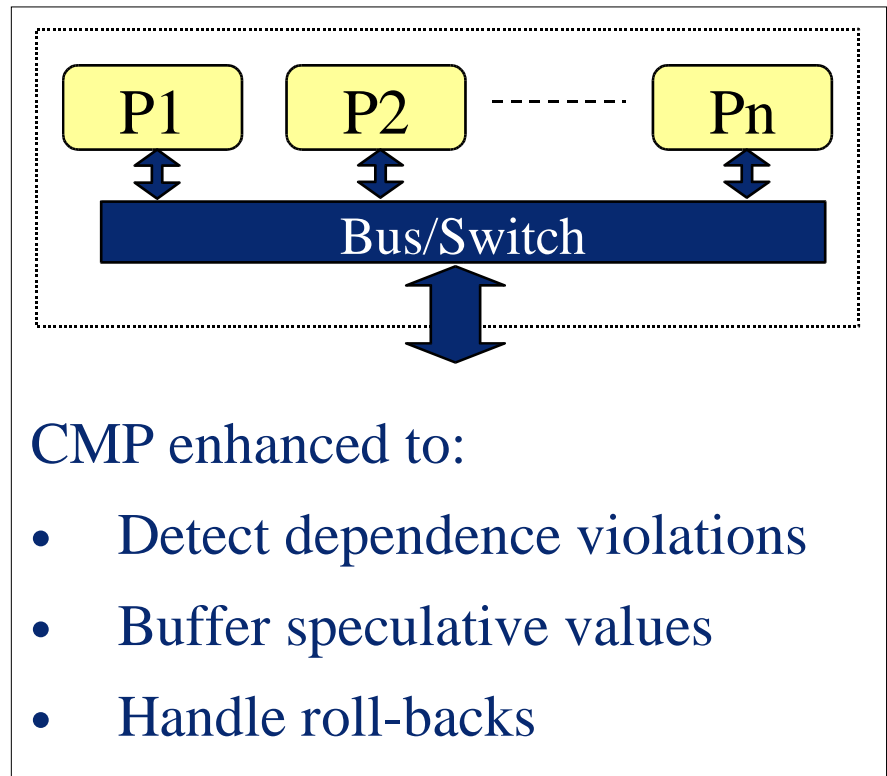 P1 P2 Pn
Bus/Switch
CMP enhanced to:
• Detect dependence violations
• Buffer speculative values
• Handle roll-backs